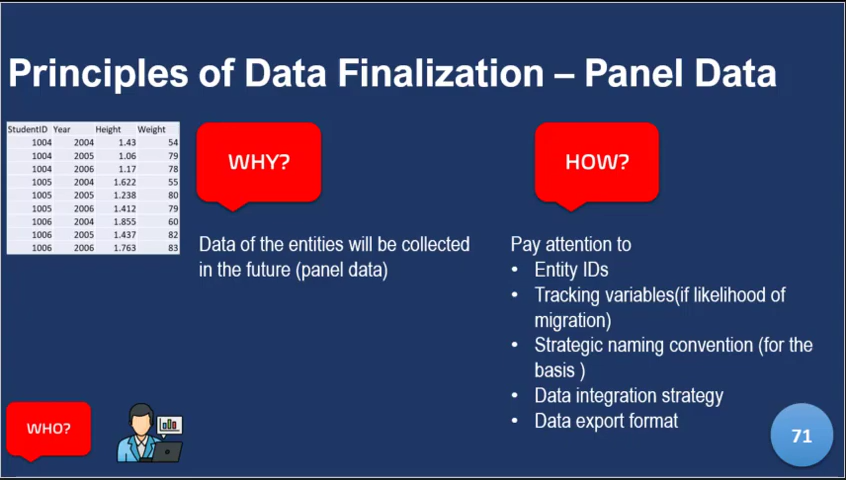 Principles of Data Finalization – Panel Data
StudentID Year Height Weight
1004 2004 1.43 54
1004 2005 1.06 79
1004 2006 1.17 78
1005 2004 1.622 55
1005 2005 1.238 80
1005 2006 1.412 79
1006 2004 1.855 60
1006 2005 1.437 82
1006 2006 1.763 83
WHY?
Data of the entities will be collected
in the future (panel data)
HOW?
Pay attention to
• Entity IDs
• Tracking variables(if likelihood of
migration)
• Strategic naming convention (for the
basis )
• Data integration strategy
• Data export format
WHO?
71